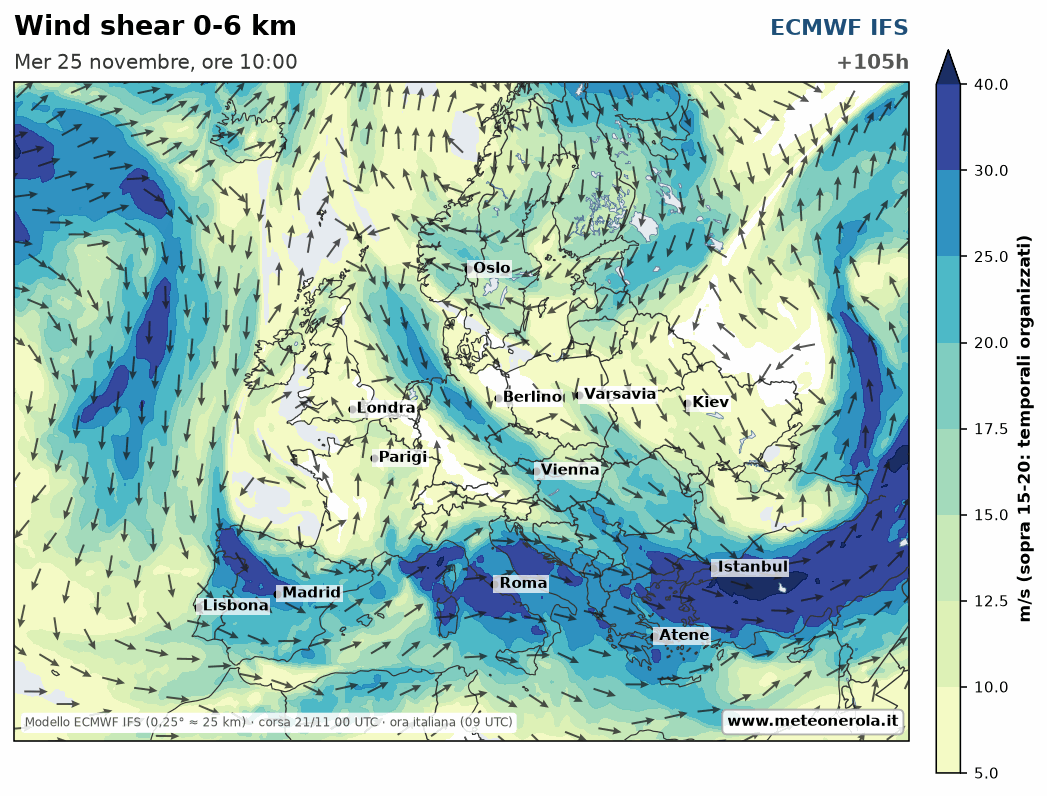 Wind shear 0-6 km
ECMWF IFS
Mer 25 novembre, ore 10:00
+105h
40.0
30.0
25.0
20.0
17.5
15.0
12.5
10.0
5.0
m/s (sopra 15-20: temporali organizzati)
Oslo
Berlino
Varsavia
Kiev
Londra
Parigi
Vienna
Istanbul
Roma
Madrid
Lisbona
Atene
Modello ECMWF IFS (0,25° ≈ 25 km) · corsa 21/11 00 UTC · ora italiana (09 UTC)
www.meteonerola.it